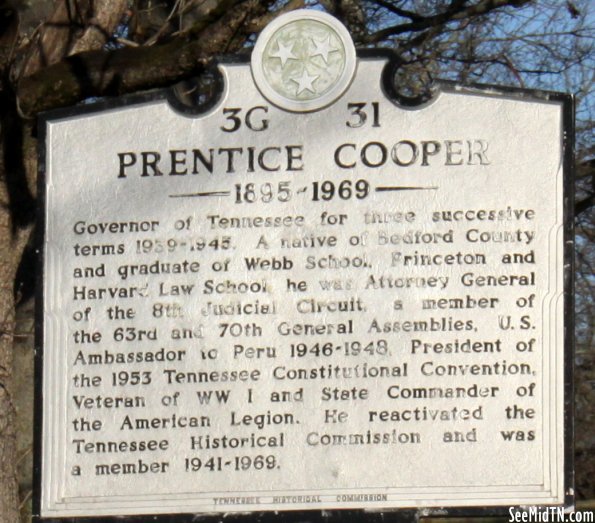 3G 31
PRENTICE COOPER
1895-1969
Governor of Tennessee for three successive
terms 1939-1945. A native of Bedford County
and graduate of Webb School, Princeton and
Harvard Law School, he was Attorney General
of the 8th Judicial Circuit, a member of
the 63rd and 70th General Assemblies, U.S.
Ambassador to Peru 1946-1948, President of
the 1953 Tennessee Constitutional Convention,
Veteran of WW I and State Commander of
the American Legion. He reactivated the
Tennessee Historical Commission and was
a member 1941-1969.
TENNESSEE HISTORICAL COMMISSION
SeeMidTN.com